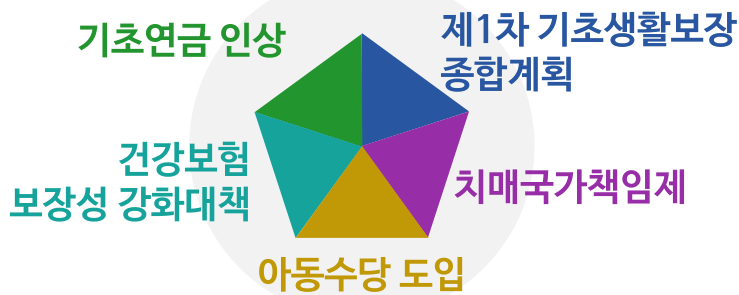 기초연금 인상
제1차 기초생활보장
종합계획
건강보험
보장성 강화대책
치매국가책임제
아동수당 도입